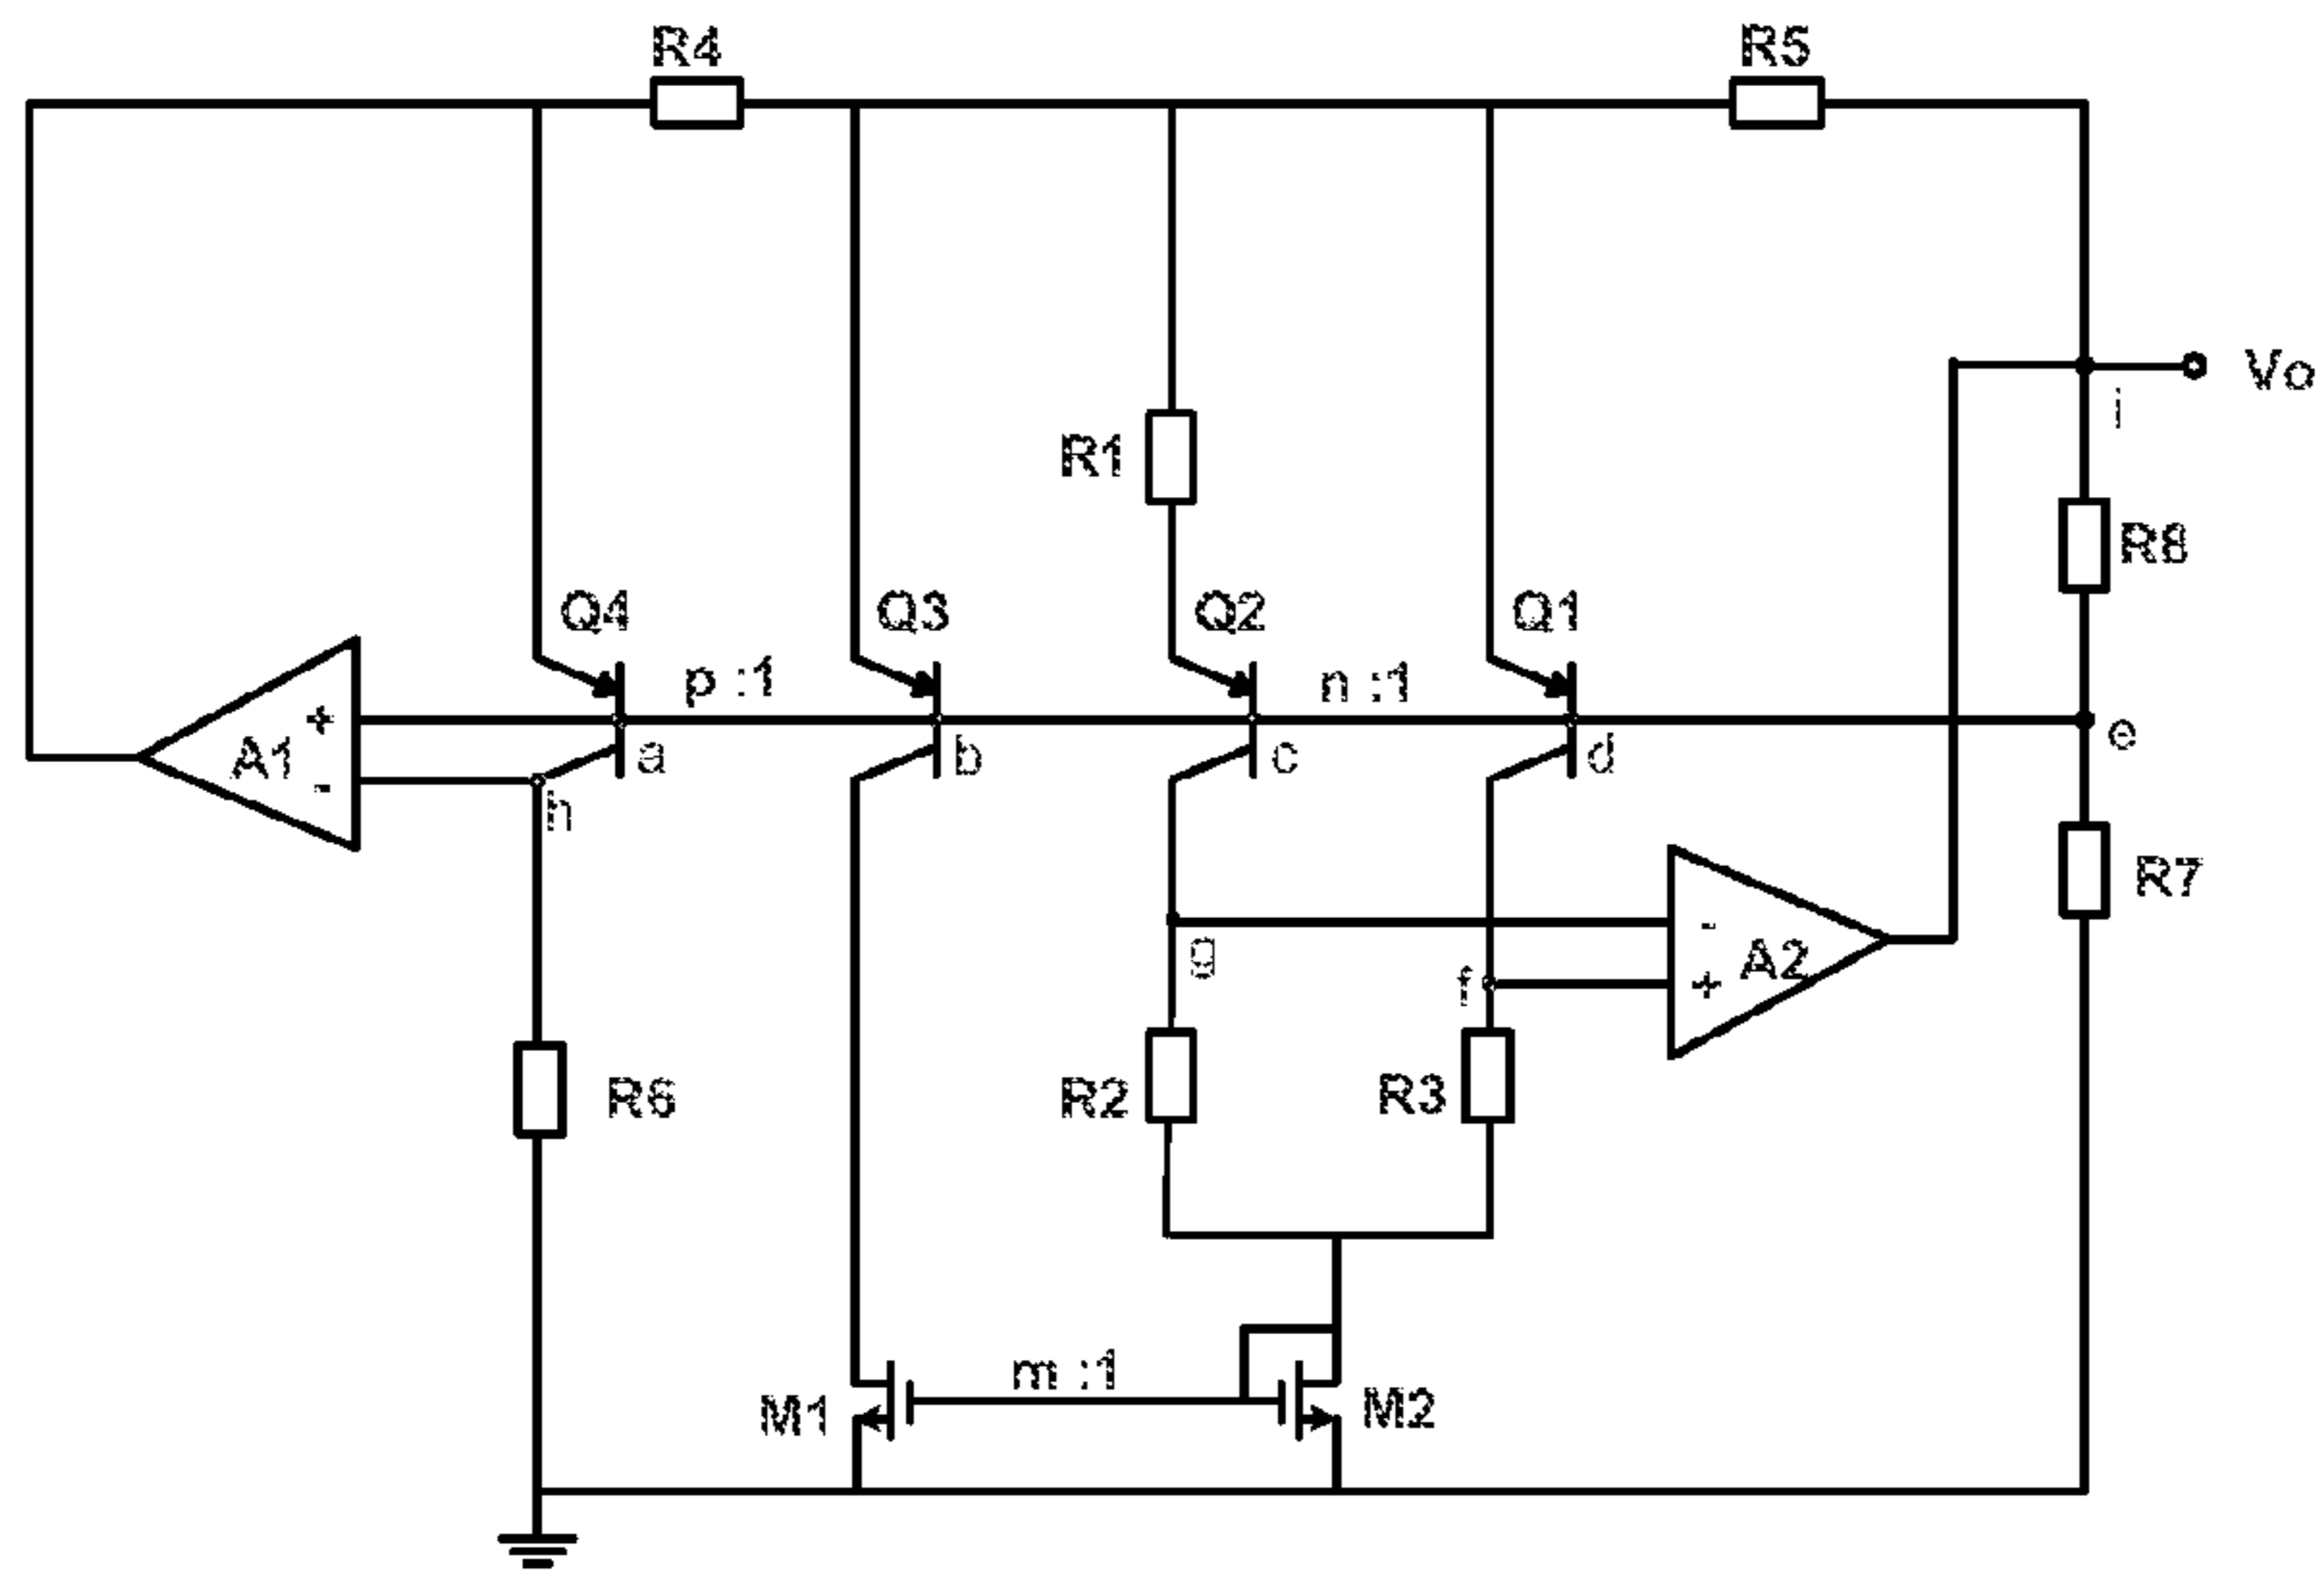 R4
R5
Vo
i
R1
R8
Q4
Q3
Q2
Q1
p :1
n :1
+
A1
-
a
b
c
d
e
h
R7
-
A2
+
g
f
R6
R2
R3
m :1
M1
M2